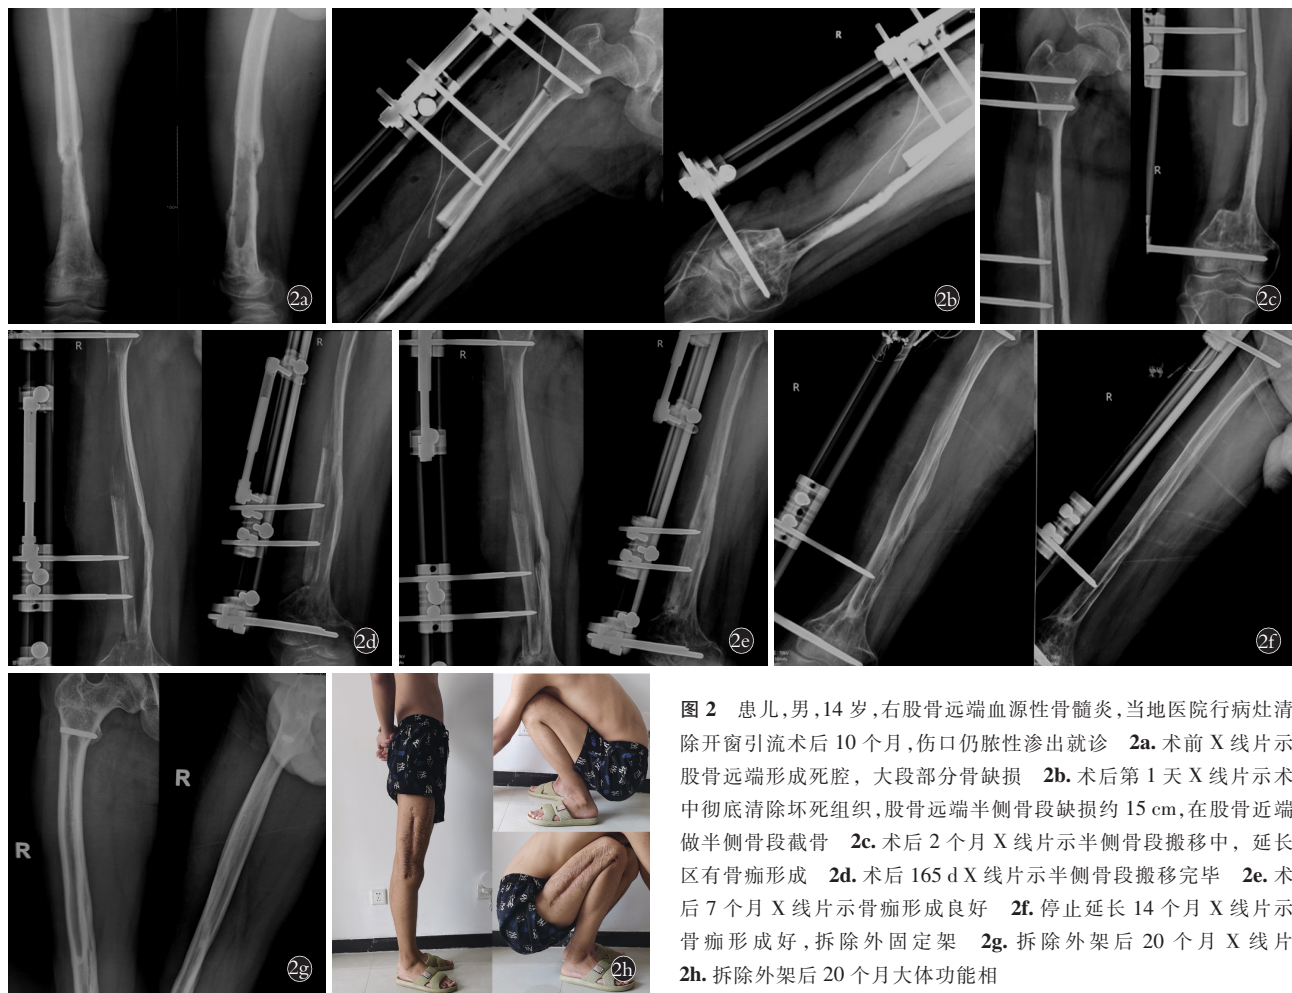 R
R
2a
2b
2c
R
R
R
R
2d
2e
R
R
2f
R
R
2g
2h
图 2 患儿,男,14 岁,右股骨远端血源性骨髓炎,当地医院行病灶清
除开窗引流术后 10 个月,伤口仍脓性渗出就诊 2a. 术前 X 线片示
股骨远端形成死腔，大段部分骨缺损 2b. 术后第 1 天 X 线片示术
中彻底清除坏死组织,股骨远端半侧骨段缺损约 15 cm,在股骨近端
做半侧骨段截骨 2c. 术后 2 个月 X 线片示半侧骨段搬移中，延长
区有骨痂形成 2d. 术后 165 d X 线片示半侧骨段搬移完毕 2e. 术
后 7 个月 X 线片示骨痂形成良好 2f. 停止延长 14 个月 X 线片示
骨痂形成好,拆除外固定架 2g. 拆除外架后 20 个月 X 线片
2h. 拆除外架后 20 个月大体功能相